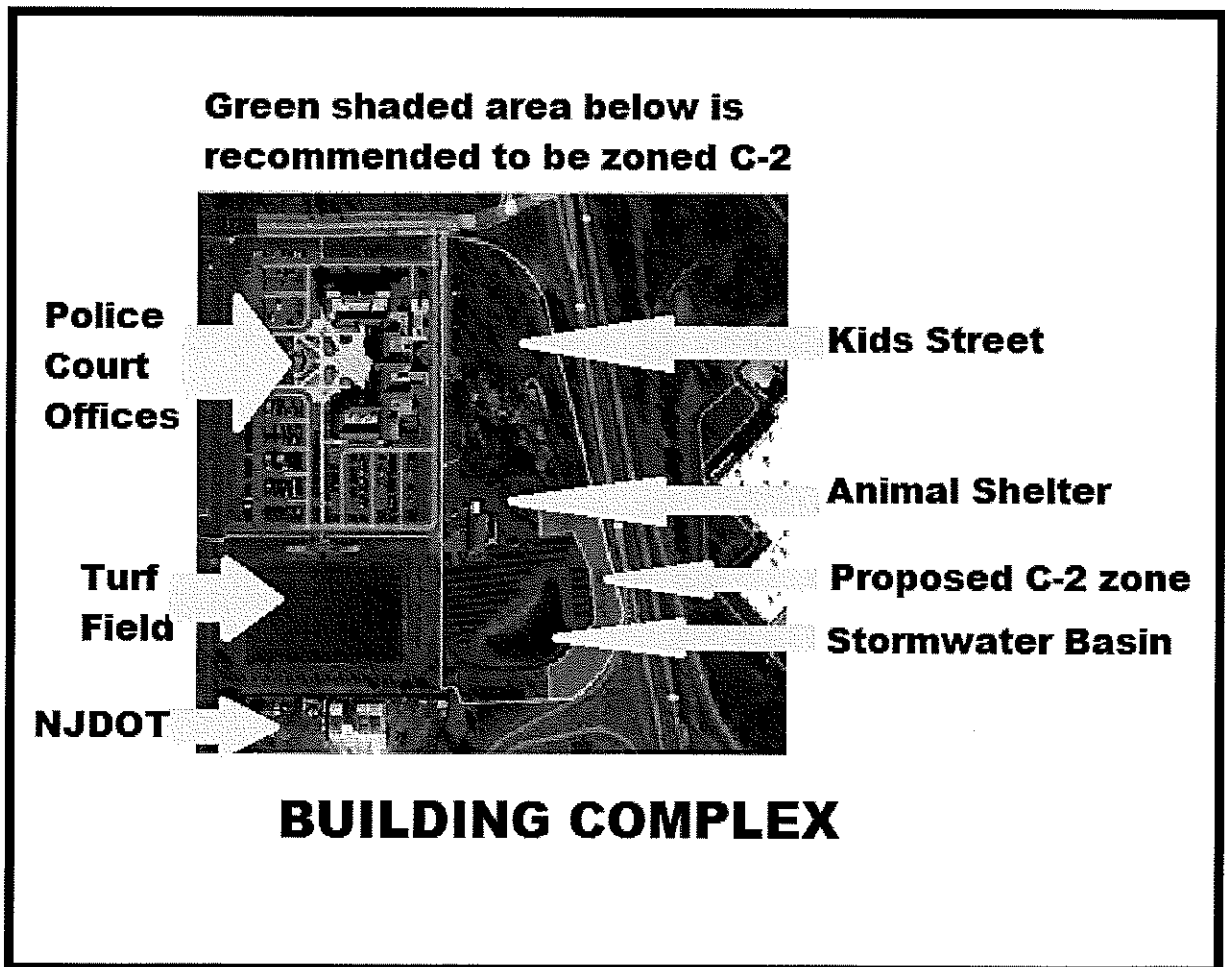 Green shaded area below is
recommended to be zoned C-2
Police
Court
Offices
Kids Street
Animal Shelter
Turf
Field
Proposed C-2 zone
Stormwater Basin
NJDOT
BUILDING COMPLEX